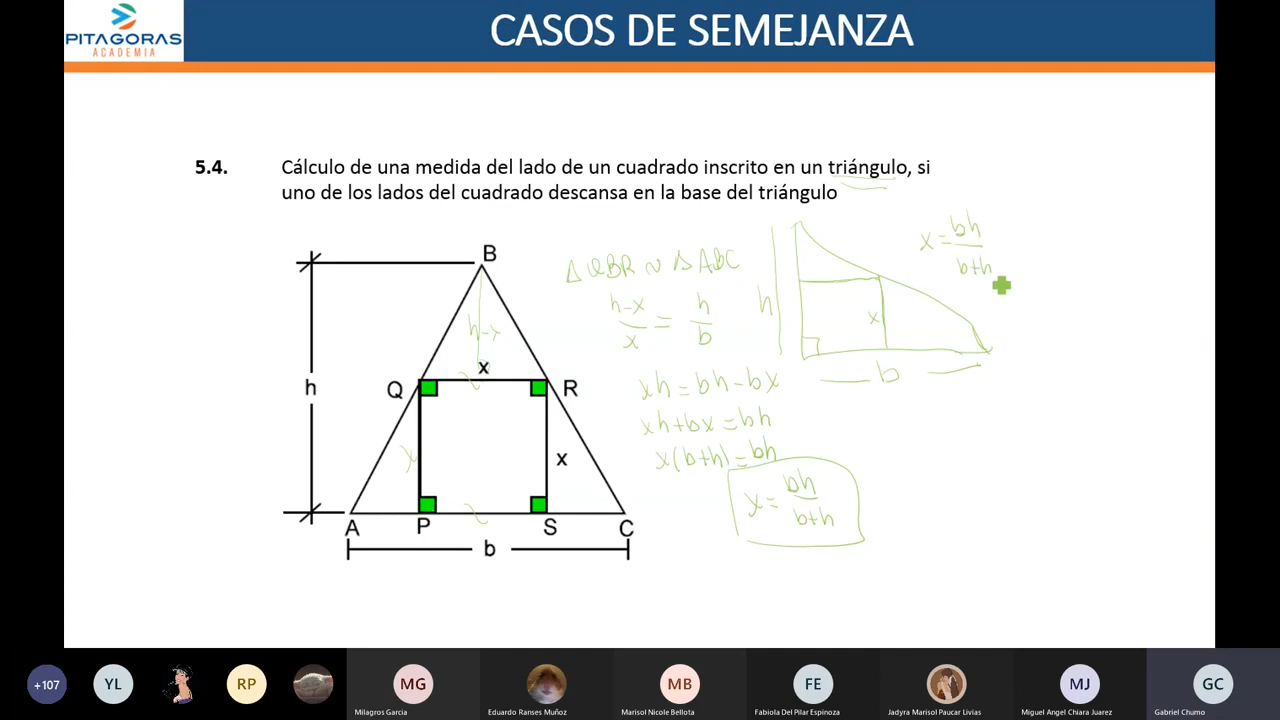 PITAGORAS
ACADEMIA
CASOS DE SEMEJANZA
5.4. Cálculo de una medida del lado de un cuadrado inscrito en un triángulo, si
uno de los lados del cuadrado descansa en la base del triángulo
B
h
h-x
x
Q
R
x
x
A
P
S
C
b
Δ QBR ~ Δ ABC
h-x/x = h/b
xh = bh - bx
xh + bx = bh
x(b+h) = bh
x = bh/b+h
h
x
b
x = bh/b+h
+107
YL
RP
MG
Milagros Garcia
Eduardo Ranses Muñoz
MB
Marisol Nicole Bellota
FE
Fabiola Del Pilar Espinoza
Jadyra Marisol Paucar Livias
MJ
Miguel Angel Chiara Juarez
GC
Gabriel Chumo